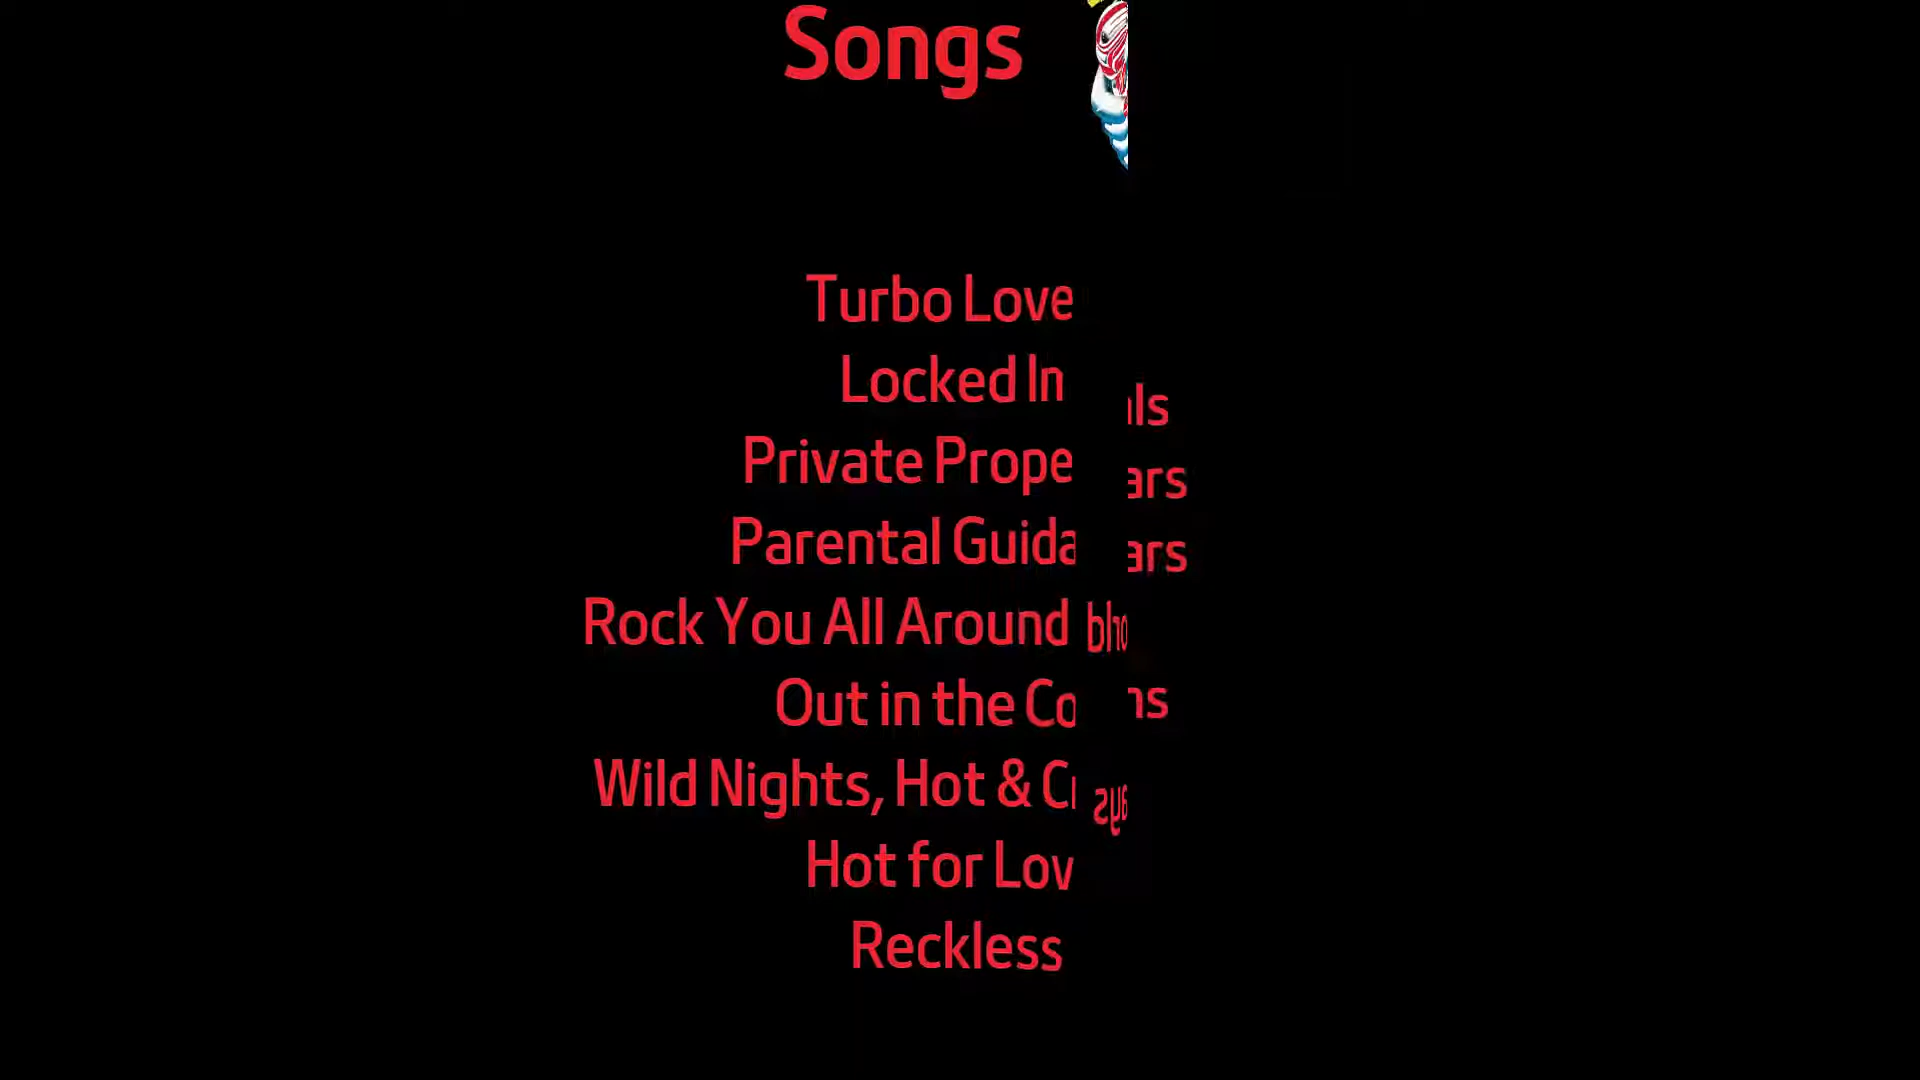 Songs
Turbo Love
Locked In
Private Prope
Parental Guida
Rock You All Around
Out in the Co
Wild Nights, Hot & C
Hot for Lov
Reckless